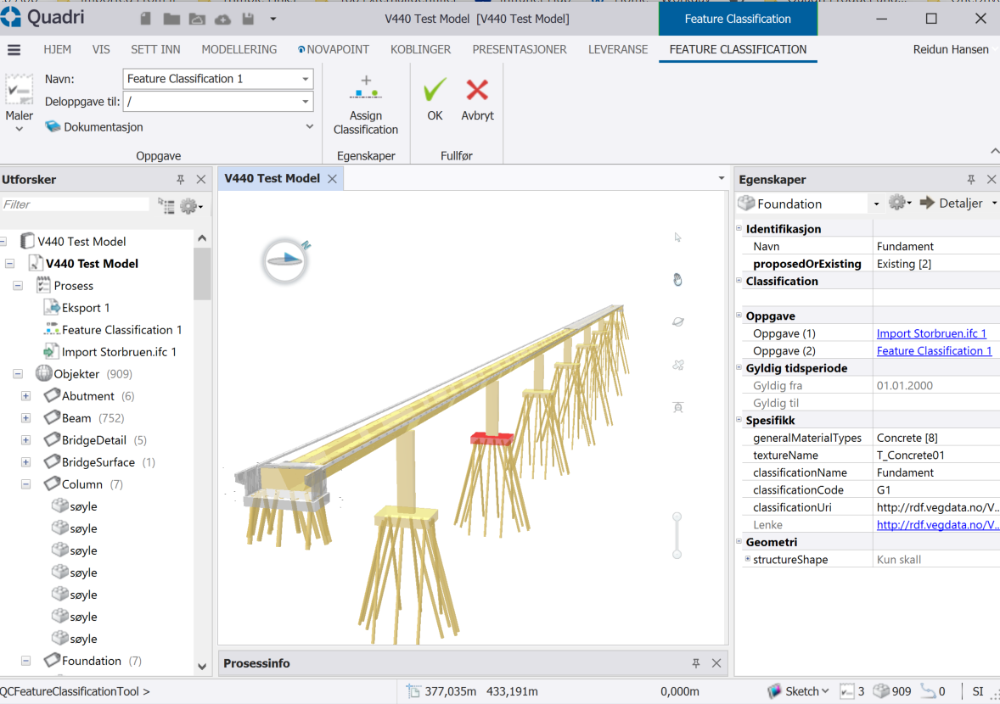 Quadri
V440 Test Model [V440 Test Model]
Feature Classification
HJEM VIS SETT INN MODELLERING NOVAPOINT KOBLINGER PRESENTASJONER LEVERANSE FEATURE CLASSIFICATION Reidun Hansen
Maler
Navn: Feature Classification 1
Deloppgave til: /
Dokumentasjon
Oppgave
Assign
Classification
Egenskaper
OK Avbryt
Fullfør
Utforsker
Filter
V440 Test Model
V440 Test Model
Prosess
Eksport 1
Feature Classification 1
Import Storbruen.ifc 1
Objekter (909)
Abutment (6)
Beam (752)
BridgeDetail (5)
BridgeSurface (1)
Column (7)
søyle
søyle
søyle
søyle
søyle
søyle
søyle
Foundation (7)
V440 Test Model
N
Prosessinfo
Egenskaper
Foundation Detaljer
Identifikasjon
Navn Fundament
proposedOrExisting Existing [2]
Classification
Oppgave
Oppgave (1) Import Storbruen.ifc 1
Oppgave (2) Feature Classification 1
Gyldig tidsperiode
Gyldig fra 01.01.2000
Gyldig til
Spesifikk
generalMaterialTypes Concrete [8]
textureName T_Concrete01
classificationName Fundament
classificationCode G1
classificationUri http://rdf.vegdata.no/V...
Lenke http://rdf.vegdata.no/V...
Geometri
structureShape Kun skall
QCFeatureClassificationTool >
377,035m 433,191m 0,000m Sketch 3 909 0 SI